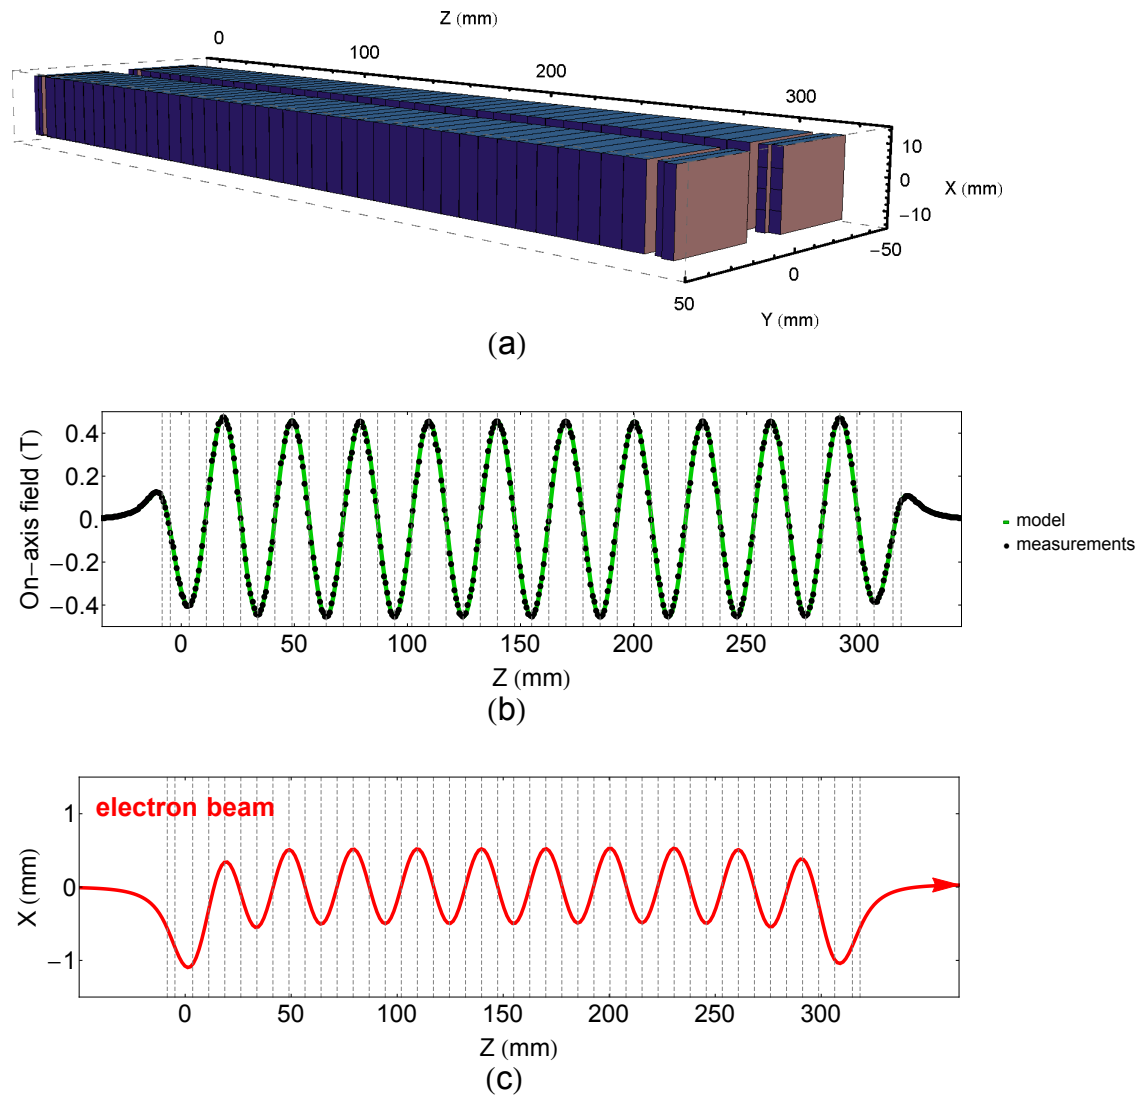 Z (mm)
0
100
200
300
10
0
−10
X (mm)
−50
0
50
Y (mm)
(a)
On−axis field (T)
0.4
0.2
0.
−0.2
−0.4
0
50
100
150
200
250
300
Z (mm)
model
measurements
(b)
electron beam
X (mm)
1
0
−1
0
50
100
150
200
250
300
Z (mm)
(c)